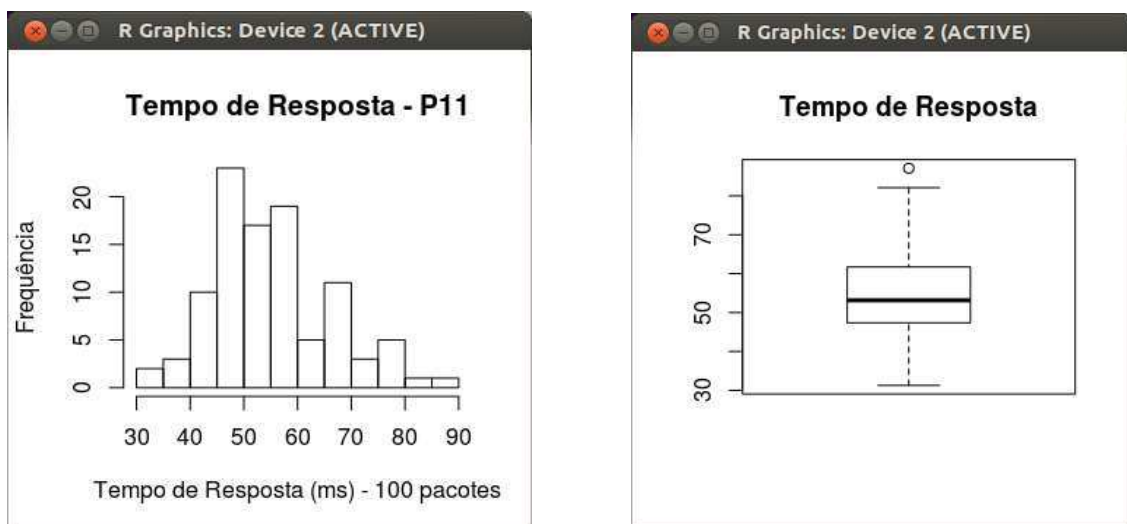 R Graphics: Device 2 (ACTIVE)
Tempo de Resposta - P11
Frequência
20
15
10
5
0
30 40 50 60 70 80 90
Tempo de Resposta (ms) - 100 pacotes
R Graphics: Device 2 (ACTIVE)
Tempo de Resposta
70
50
30